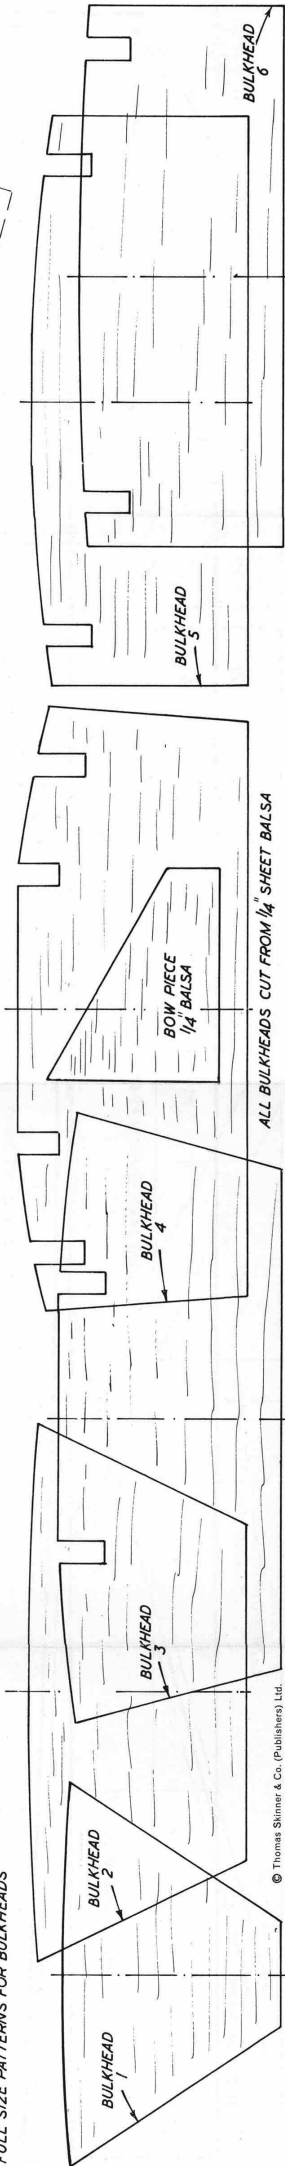 FULL SIZE PATTERNS FOR BULKHEADS
BULKHEAD
1
BULKHEAD
2
BULKHEAD
3
BULKHEAD
4
BOW PIECE
1/4" BALSA
BULKHEAD
5
BULKHEAD
6
ALL BULKHEADS CUT FROM 1/4" SHEET BALSA
© Thomas Skinner & Co. (Publishers) Ltd.